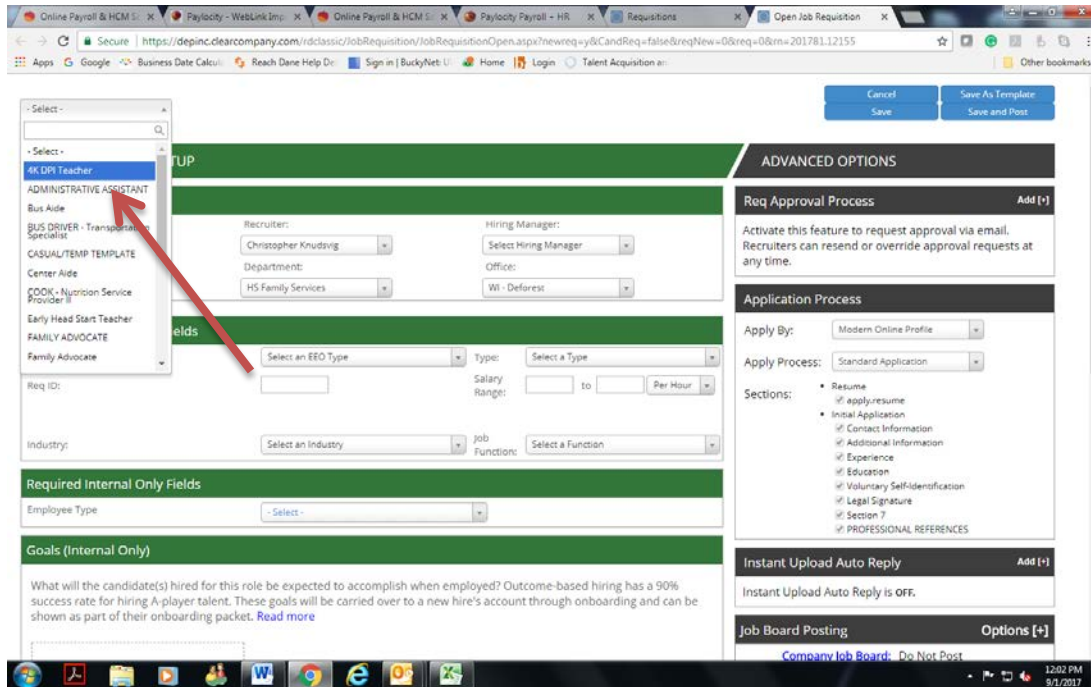 Online Payroll & HCM S
Paylocity - WebLink Imp
Online Payroll & HCM S
Paylocity Payroll + HR
Requisitions
Open Job Requisition
Secure | https://depinc.clearcompany.com/rdclassic/JobRequisition/JobRequisitionOpen.aspx?newreq=y&CandReq=false&reqNew=0&req=0&rn=201781.12155
Apps Google Business Date Calcul Reach Dane Help De Sign in | BuckyNet: U Home Login Talent Acquisition an Other bookmarks
- Select -
Cancel Save As Template
Save Save and Post
- Select -
4K DPI Teacher
ADMINISTRATIVE ASSISTANT
Bus Aide
BUS DRIVER - Transportation
Specialist
CASUAL/TEMP TEMPLATE
Center Aide
COOK - Nutrition Service
Provider II
Early Head Start Teacher
FAMILY ADVOCATE
Family Advocate
TUP
Recruiter: Hiring Manager:
Christopher Knudsvig Select Hiring Manager
Department: Office:
HS Family Services WI - Deforest
elds
Select an EEO Type Type: Select a Type
Req ID: Salary
Range: to Per Hour
Industry: Select an Industry Job
Function: Select a Function
Required Internal Only Fields
Employee Type - Select -
Goals (Internal Only)
What will the candidate(s) hired for this role be expected to accomplish when employed? Outcome-based hiring has a 90%
success rate for hiring A-player talent. These goals will be carried over to a new hire's account through onboarding and can be
shown as part of their onboarding packet. Read more
ADVANCED OPTIONS
Req Approval Process Add [+]
Activate this feature to request approval via email.
Recruiters can resend or override approval requests at
any time.
Application Process
Apply By: Modern Online Profile
Apply Process: Standard Application
Sections: • Resume
apply.resume
• Initial Application
Contact Information
Additional Information
Experience
Education
Voluntary Self-Identification
Legal Signature
Section 7
PROFESSIONAL REFERENCES
Instant Upload Auto Reply Add [+]
Instant Upload Auto Reply is OFF.
Job Board Posting Options [+]
Company Job Board: Do Not Post
12:02 PM
9/1/2017